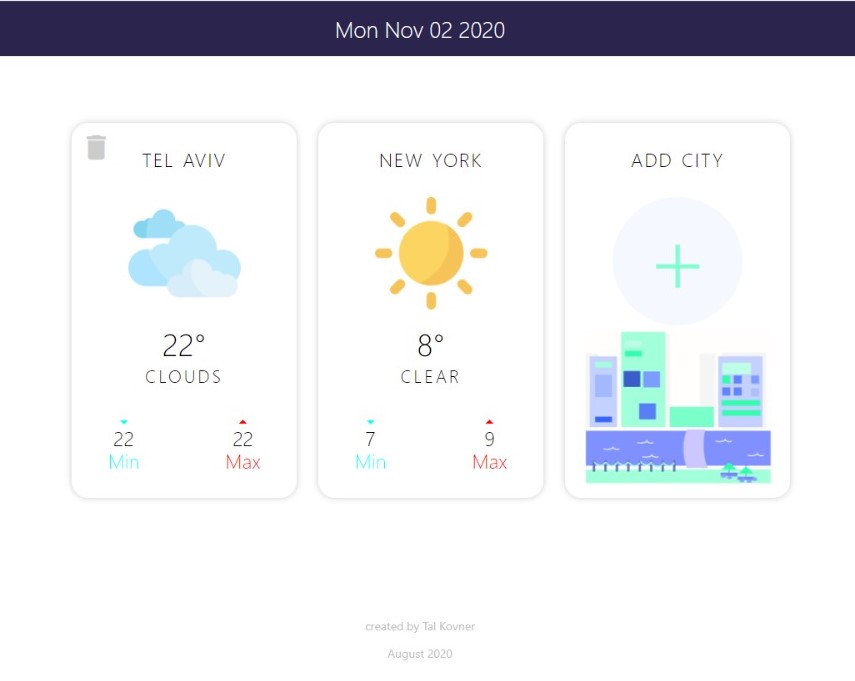 Mon Nov 02 2020
TEL AVIV
22°
CLOUDS
22 22
Min Max
NEW YORK
8°
CLEAR
7 9
Min Max
ADD CITY
created by Tal Kovner
August 2020